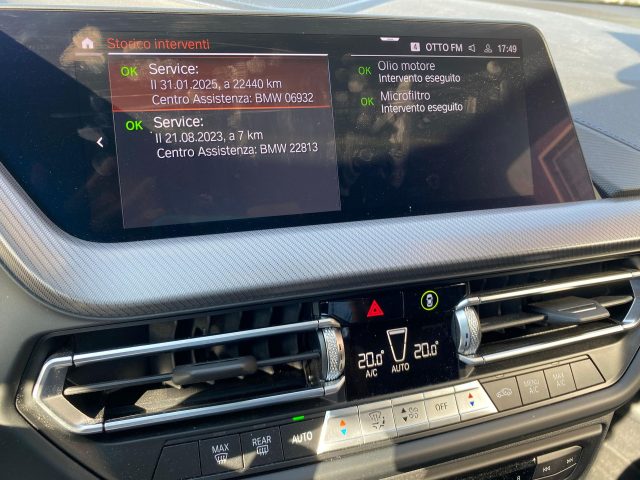 Storico interventi
4 OTTO FM 17:49
OK Service:
Il 31.01.2025, a 22440 km
Centro Assistenza: BMW 06932
OK Service:
Il 21.08.2023, a 7 km
Centro Assistenza: BMW 22813
OK Olio motore
Intervento eseguito
OK Microfiltro
Intervento eseguito
20.0 20.0
A/C AUTO A/C
MAX REAR AUTO OFF MENU A/C MAX A/C